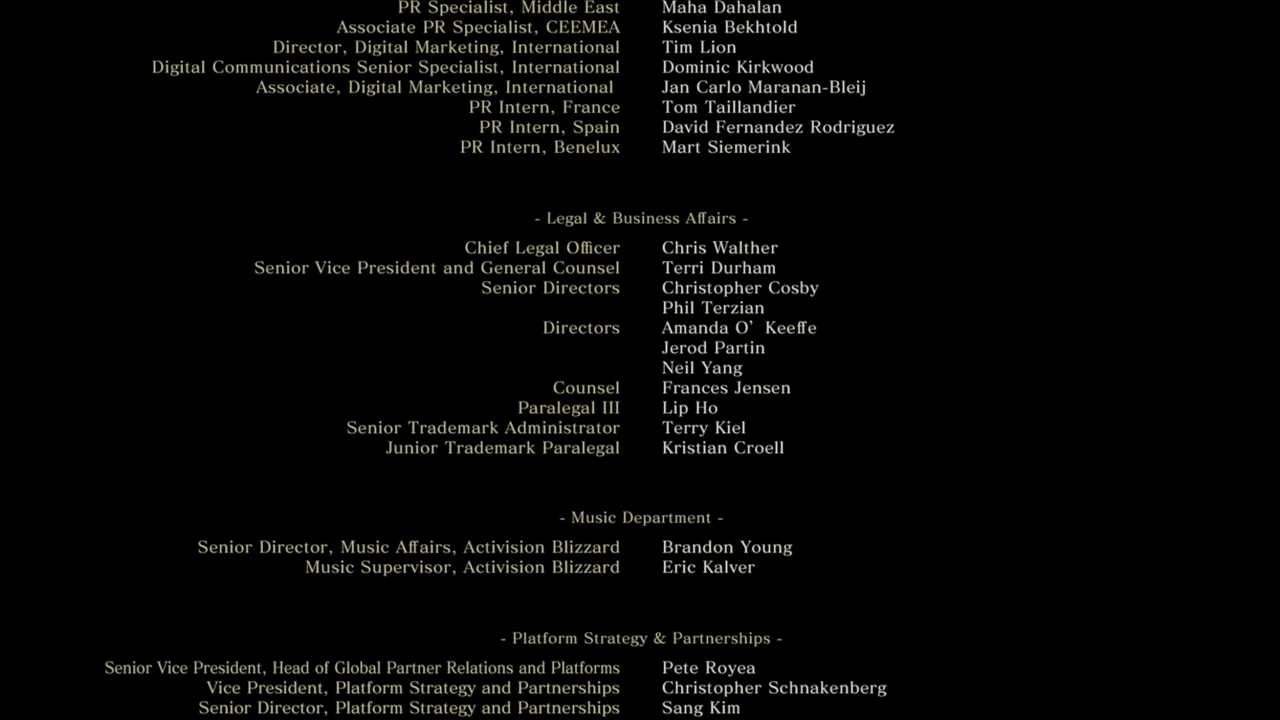 PR Specialist, Middle East Maha Dahalan
Associate PR Specialist, CEEMEA Ksenia Bekhtold
Director, Digital Marketing, International Tim Lion
Digital Communications Senior Specialist, International Dominic Kirkwood
Associate, Digital Marketing, International Jan Carlo Maranan-Bleij
PR Intern, France Tom Taillandier
PR Intern, Spain David Fernandez Rodriguez
PR Intern, Benelux Mart Siemerink
- Legal & Business Affairs -
Chief Legal Officer Chris Walther
Senior Vice President and General Counsel Terri Durham
Senior Directors Christopher Cosby
Phil Terzian
Directors Amanda O' Keeffe
Jerod Partin
Neil Yang
Counsel Frances Jensen
Paralegal III Lip Ho
Senior Trademark Administrator Terry Kiel
Junior Trademark Paralegal Kristian Croell
- Music Department -
Senior Director, Music Affairs, Activision Blizzard Brandon Young
Music Supervisor, Activision Blizzard Eric Kalver
- Platform Strategy & Partnerships -
Senior Vice President, Head of Global Partner Relations and Platforms Pete Royea
Vice President, Platform Strategy and Partnerships Christopher Schnakenberg
Senior Director, Platform Strategy and Partnerships Sang Kim